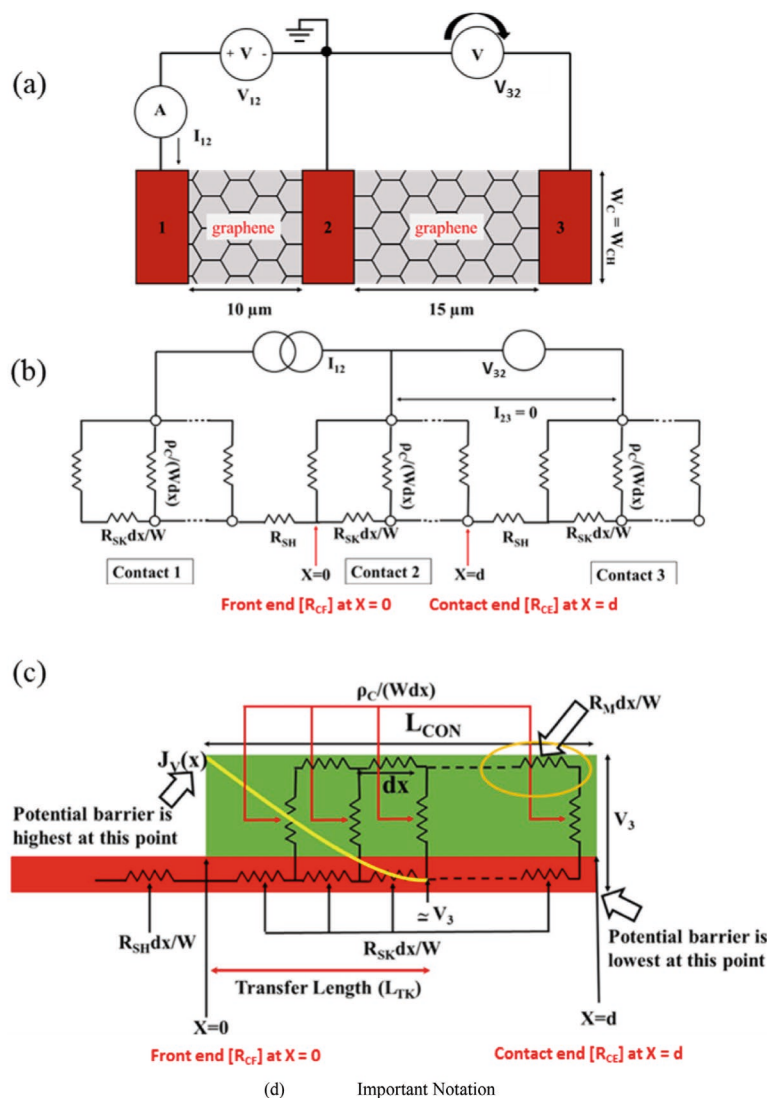 (a)
+ V -
V12
V
V32
A
I12
1
graphene
2
graphene
3
WC = WCH
10 µm
15 µm
(b)
I12
V32
I23 = 0
ρC/(Wdx)
ρC/(Wdx)
ρC/(Wdx)
RSKdx/W
RSH
RSKdx/W
RSH
RSKdx/W
Contact 1
X=0
Contact 2
X=d
Contact 3
Front end [RCF] at X = 0
Contact end [RCE] at X = d
(c)
ρC/(Wdx)
RMdx/W
LCON
JV(x)
dx
Potential barrier is
highest at this point
V3
≃ V3
RSHdx/W
RSKdx/W
Potential barrier is
lowest at this point
Transfer Length (LTK)
X=0
X=d
Front end [RCF] at X = 0
Contact end [RCE] at X = d
(d) Important Notation